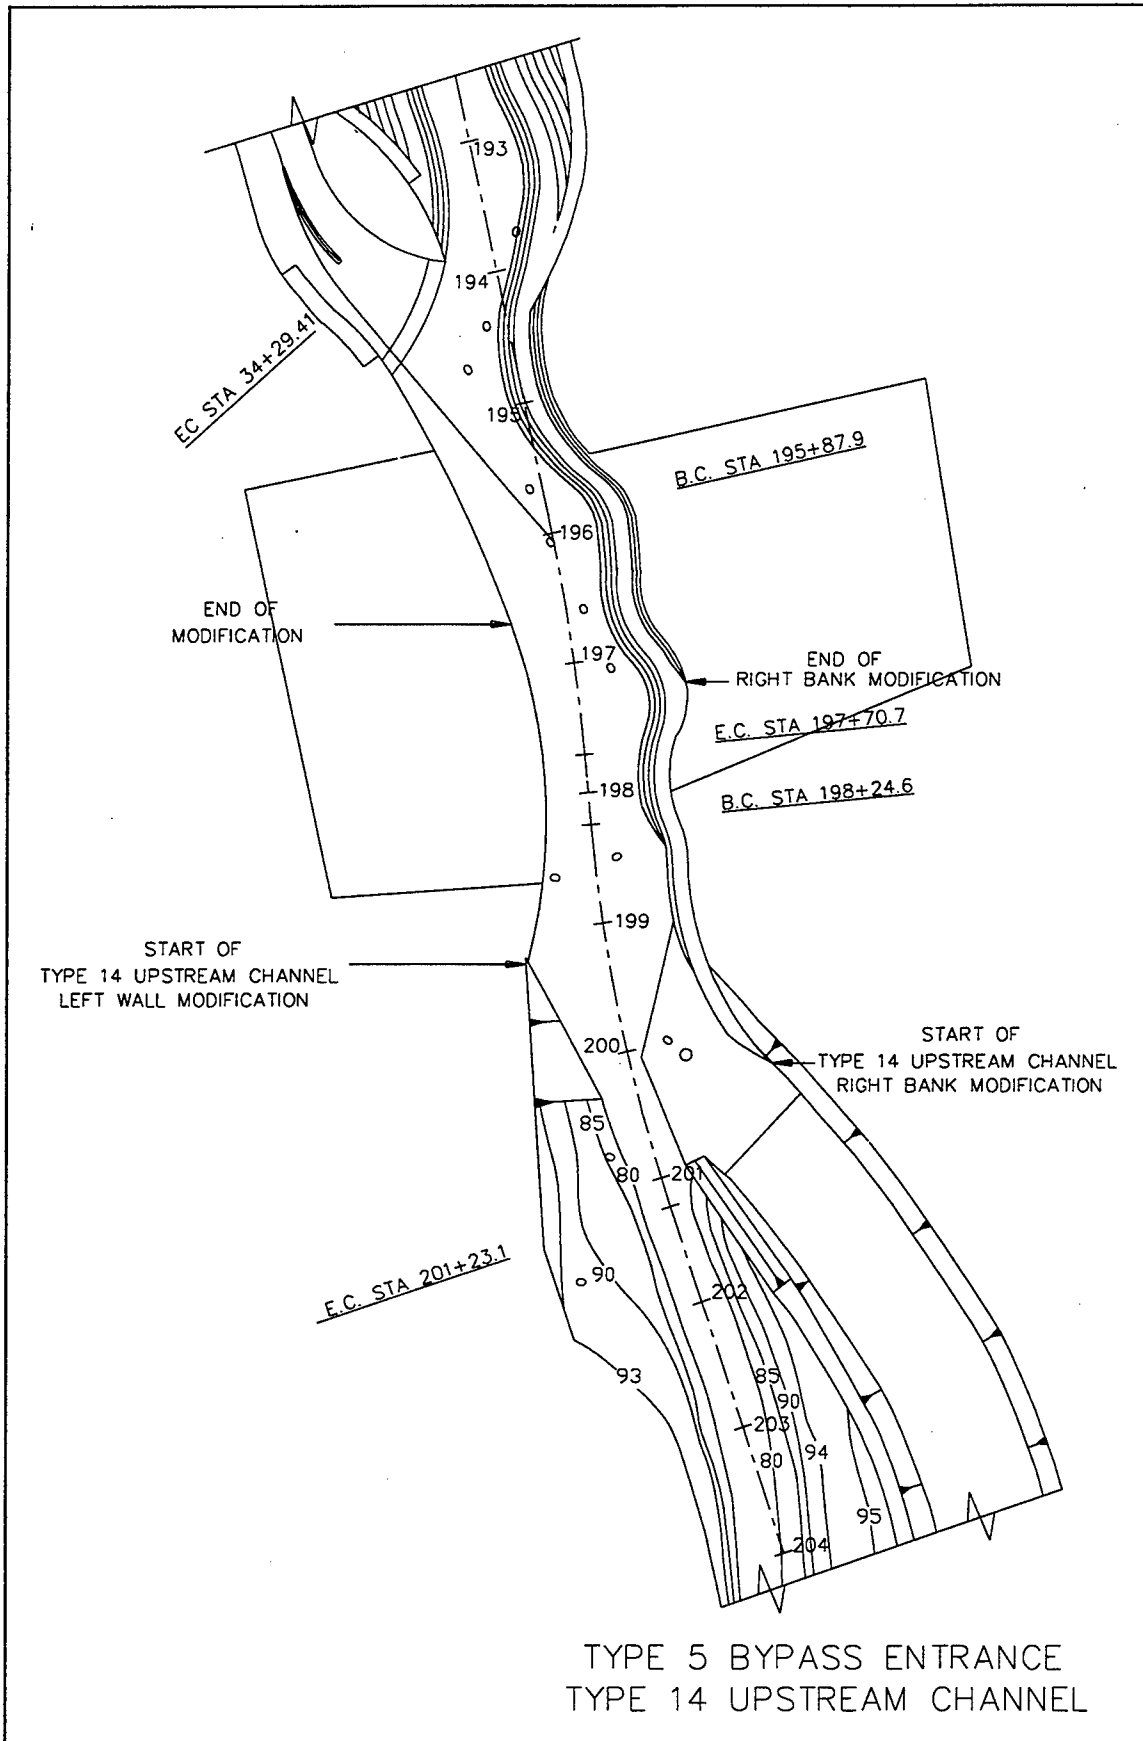 193
194
EC STA 34+29.41
195
B.C. STA 195+87.9
196
END OF
MODIFICATION
197
END OF
RIGHT BANK MODIFICATION
E.C. STA 197+70.7
198
B.C. STA 198+24.6
199
START OF
TYPE 14 UPSTREAM CHANNEL
LEFT WALL MODIFICATION
200
START OF
TYPE 14 UPSTREAM CHANNEL
RIGHT BANK MODIFICATION
85
80
201
E.C. STA 201+23.1
90
202
93
85
90
203
94
80
95
204
TYPE 5 BYPASS ENTRANCE
TYPE 14 UPSTREAM CHANNEL